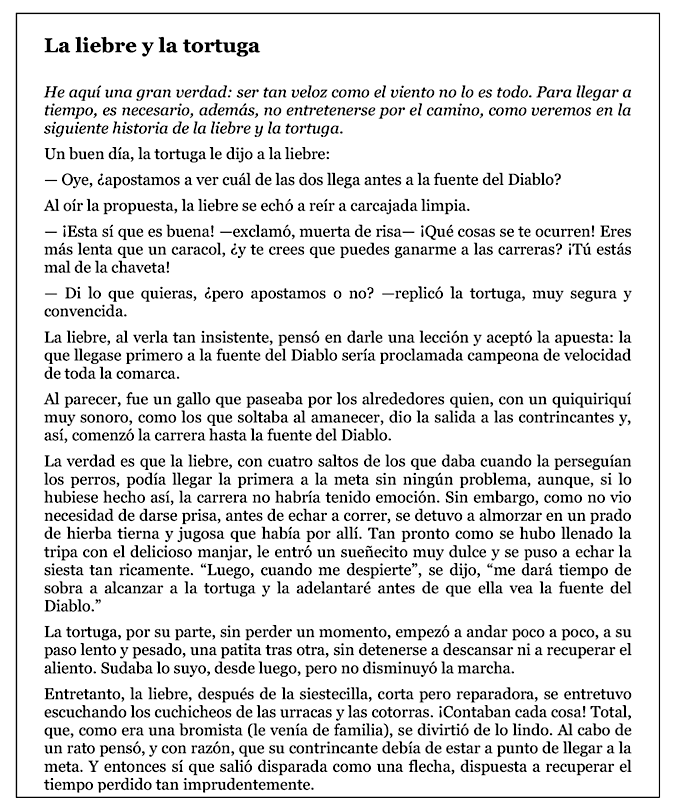 La liebre y la tortuga
He aquí una gran verdad: ser tan veloz como el viento no lo es todo. Para llegar a
tiempo, es necesario, además, no entretenerse por el camino, como veremos en la
siguiente historia de la liebre y la tortuga.
Un buen día, la tortuga le dijo a la liebre:
— Oye, ¿apostamos a ver cuál de las dos llega antes a la fuente del Diablo?
Al oír la propuesta, la liebre se echó a reír a carcajada limpia.
— ¡Esta sí que es buena! —exclamó, muerta de risa— ¡Qué cosas se te ocurren! Eres
más lenta que un caracol, ¿y te crees que puedes ganarme a las carreras? ¡Tú estás
mal de la chaveta!
— Di lo que quieras, ¿pero apostamos o no? —replicó la tortuga, muy segura y
convencida.
La liebre, al verla tan insistente, pensó en darle una lección y aceptó la apuesta: la
que llegase primero a la fuente del Diablo sería proclamada campeona de velocidad
de toda la comarca.
Al parecer, fue un gallo que paseaba por los alrededores quien, con un quiquiriquí
muy sonoro, como los que soltaba al amanecer, dio la salida a las contrincantes y,
así, comenzó la carrera hasta la fuente del Diablo.
La verdad es que la liebre, con cuatro saltos de los que daba cuando la perseguían
los perros, podía llegar la primera a la meta sin ningún problema, aunque, si lo
hubiese hecho así, la carrera no habría tenido emoción. Sin embargo, como no vio
necesidad de darse prisa, antes de echar a correr, se detuvo a almorzar en un prado
de hierba tierna y jugosa que había por allí. Tan pronto como se hubo llenado la
tripa con el delicioso manjar, le entró un sueñecito muy dulce y se puso a echar la
siesta tan ricamente. “Luego, cuando me despierte”, se dijo, “me dará tiempo de
sobra a alcanzar a la tortuga y la adelantaré antes de que ella vea la fuente del
Diablo.”
La tortuga, por su parte, sin perder un momento, empezó a andar poco a poco, a su
paso lento y pesado, una patita tras otra, sin detenerse a descansar ni a recuperar el
aliento. Sudaba lo suyo, desde luego, pero no disminuyó la marcha.
Entretanto, la liebre, después de la siestecilla, corta pero reparadora, se entretuvo
escuchando los cuchicheos de las urracas y las cotorras. ¡Contaban cada cosa! Total,
que, como era una bromista (le venía de familia), se divirtió de lo lindo. Al cabo de
un rato pensó, y con razón, que su contrincante debía de estar a punto de llegar a la
meta. Y entonces sí que salió disparada como una flecha, dispuesta a recuperar el
tiempo perdido tan imprudentemente.